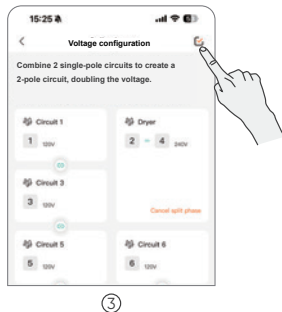 15:25
Voltage configuration
Combine 2 single-pole circuits to create a
2-pole circuit, doubling the voltage.
Circuit 1
1 120V
Circuit 3
3 120V
Circuit 5
5 120V
Dryer
2 - 4 240V
Cancel split phase
Circuit 6
6 120V
3